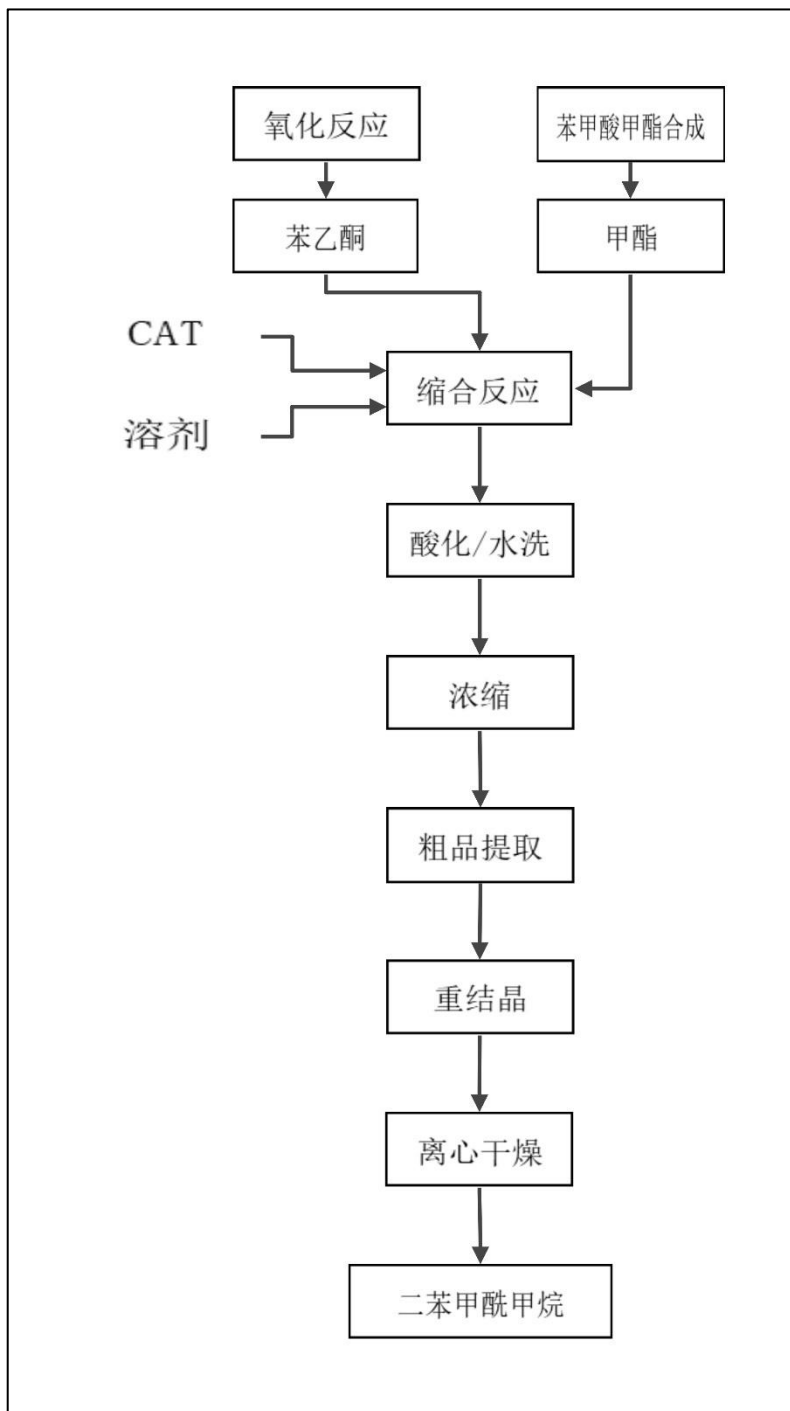 氧化反应
苯甲酸甲酯合成
苯乙酮
甲酯
CAT
缩合反应
溶剂
酸化/水洗
浓缩
粗品提取
重结晶
离心干燥
二苯甲酰甲烷